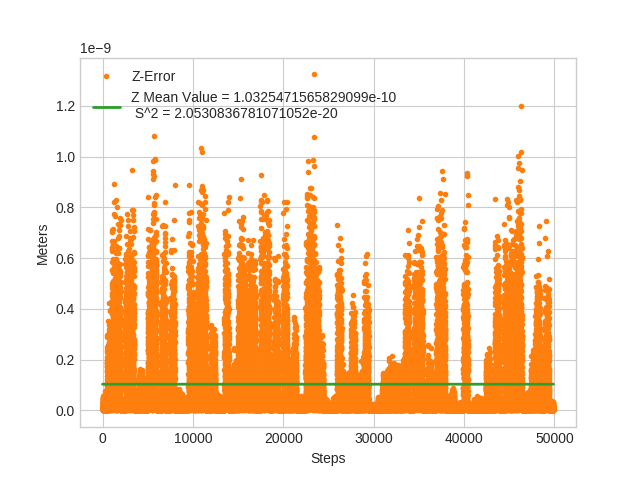 1e−9
Z-Error
Z Mean Value = 1.0325471565829099e-10
S^2 = 2.0530836781071052e-20
1.2
1.0
0.8
0.6
0.4
0.2
0.0
Meters
0 10000 20000 30000 40000 50000
Steps